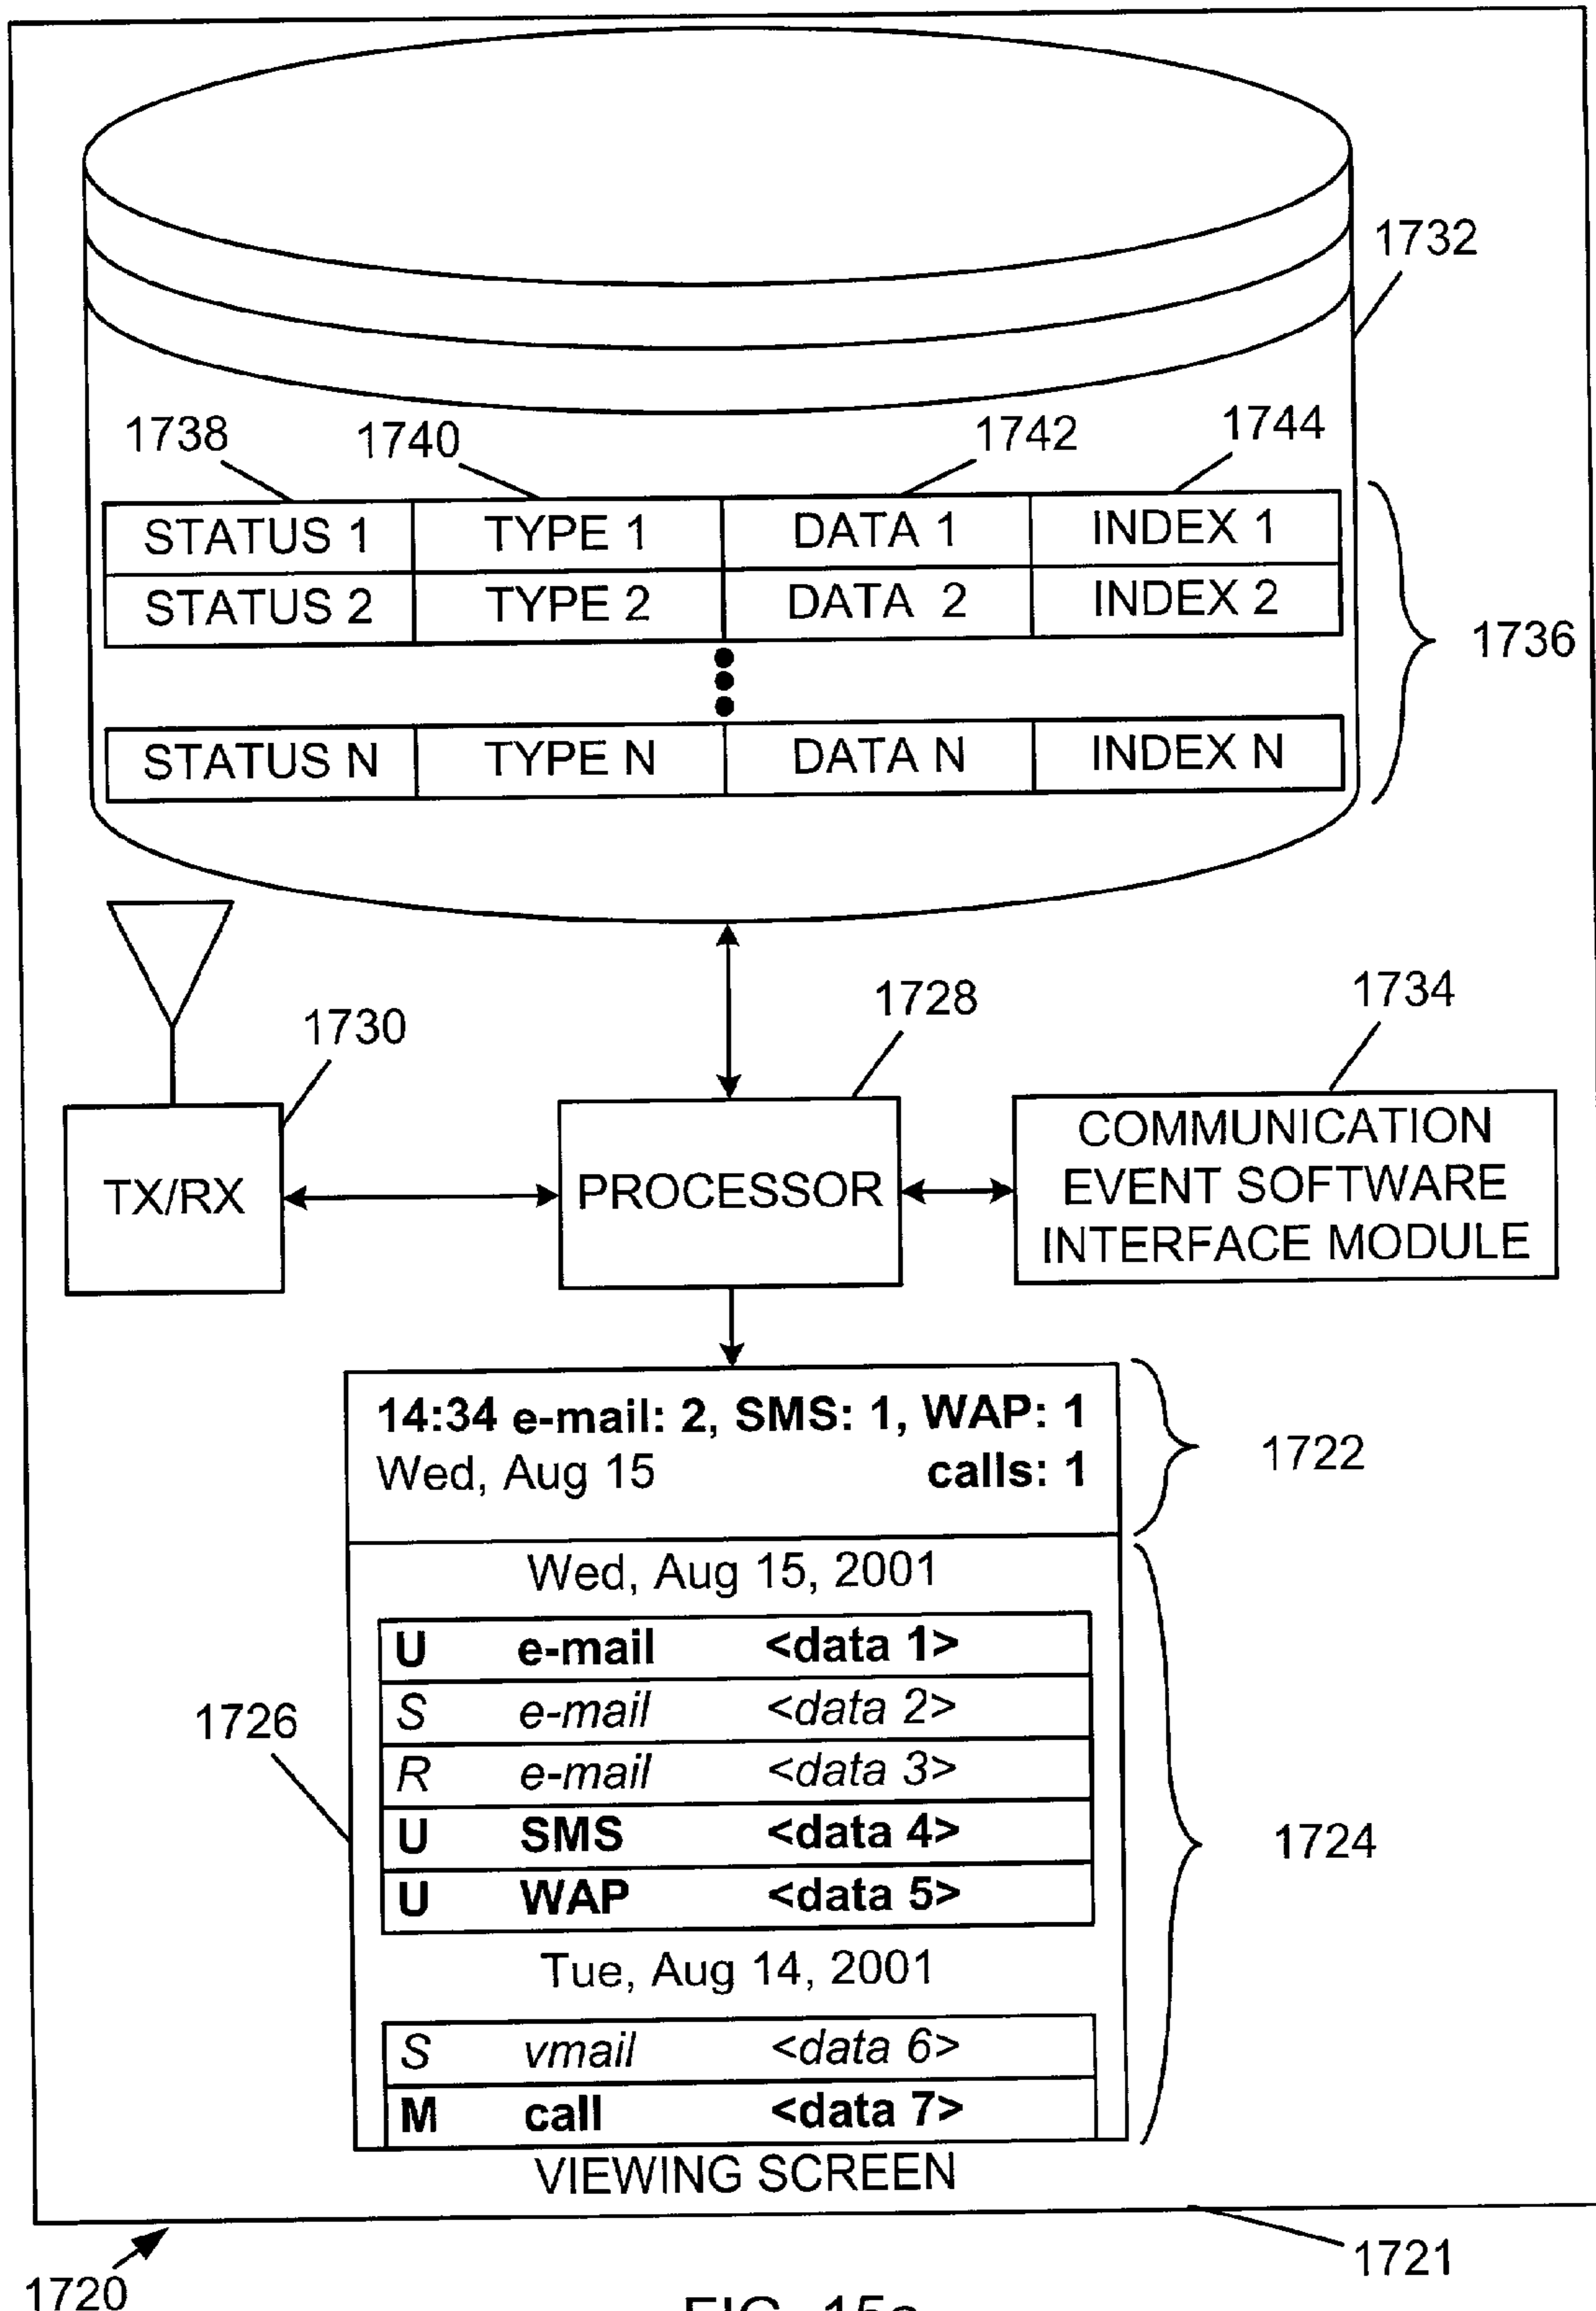 1732
1738 1740 1742 1744
STATUS 1 TYPE 1 DATA 1 INDEX 1
STATUS 2 TYPE 2 DATA 2 INDEX 2
1736
STATUS N TYPE N DATA N INDEX N
1730 1728 1734
TX/RX
PROCESSOR
COMMUNICATION
EVENT SOFTWARE
INTERFACE MODULE
14:34 e-mail: 2, SMS: 1, WAP: 1
Wed, Aug 15 calls: 1
1722
Wed, Aug 15, 2001
U e-mail <data 1>
S e-mail <data 2>
R e-mail <data 3>
U SMS <data 4>
U WAP <data 5>
1726
1724
Tue, Aug 14, 2001
S vmail <data 6>
M call <data 7>
VIEWING SCREEN
1721
1720